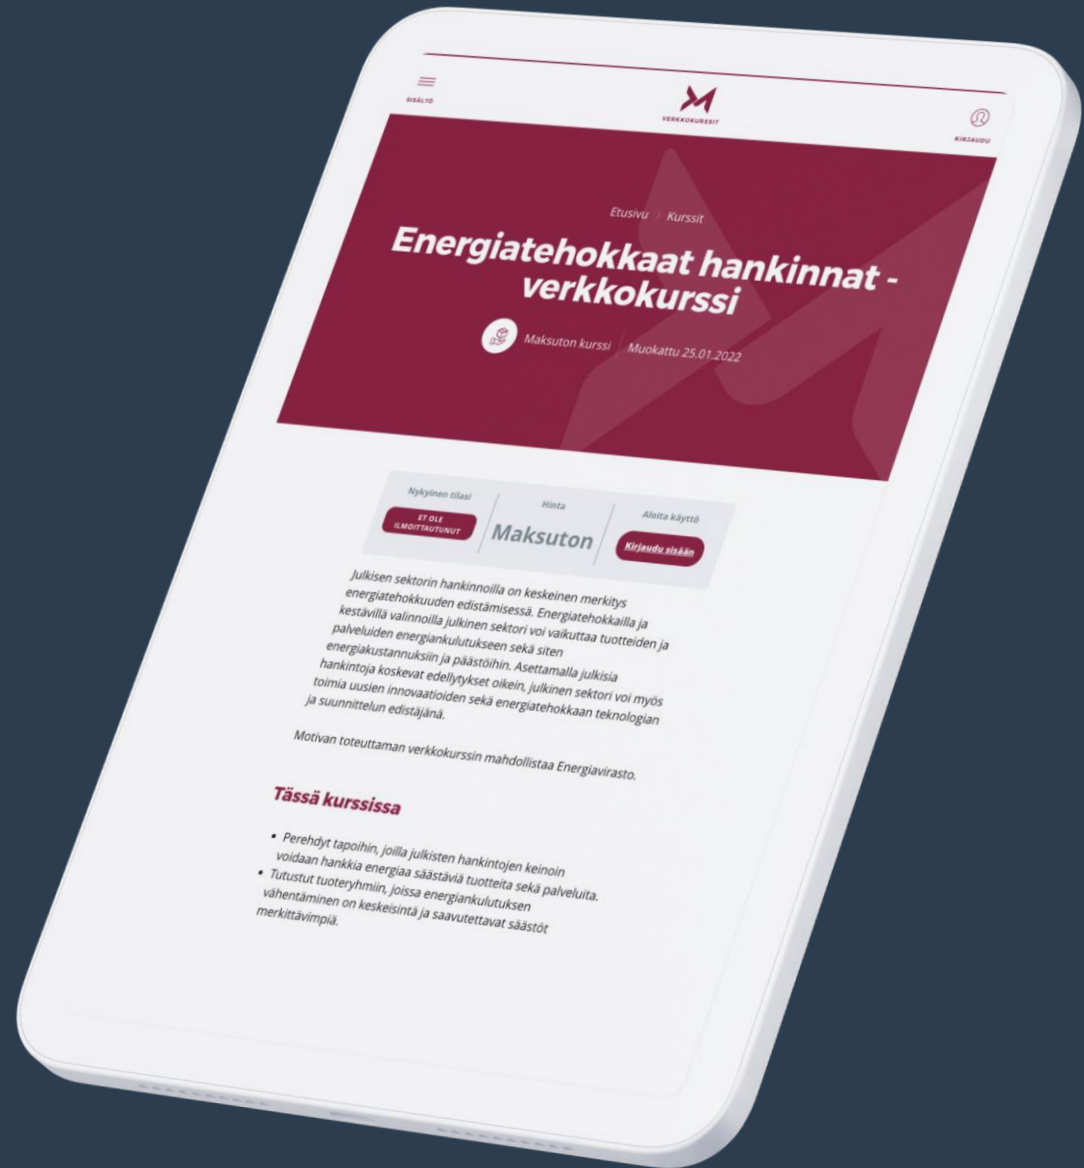 SISÄLTÖ
VERKKOKURSSIT
KIRJAUDU
Etusivu > Kurssit
Energiatehokkaat hankinnat -
verkkokurssi
Maksuton kurssi
Muokattu 25.01.2022
Nykyinen tilasi
ET OLE
ILMOITTAUTUNUT
Hinta
Maksuton
Aloita käyttö
Kirjaudu sisään
Julkisen sektorin hankinnoilla on keskeinen merkitys
energiatehokkuuden edistämisessä. Energiatehokkailla ja
kestävillä valinnoilla julkinen sektori voi vaikuttaa tuotteiden ja
palveluiden energiankulutukseen sekä siten
energiakustannuksiin ja päästöihin. Asettamalla julkisia
hankintoja koskevat edellytykset oikein, julkinen sektori voi myös
toimia uusien innovaatioiden sekä energiatehokkaan teknologian
ja suunnittelun edistäjänä.
Motivan toteuttaman verkkokurssin mahdollistaa Energiavirasto.
Tässä kurssissa
• Perehdyt tapoihin, joilla julkisten hankintojen keinoin
voidaan hankkia energiaa säästäviä tuotteita sekä palveluita.
• Tutustut tuoteryhmiin, joissa energiankulutuksen
vähentäminen on keskeisintä ja saavutettavat säästöt
merkittävimpiä.